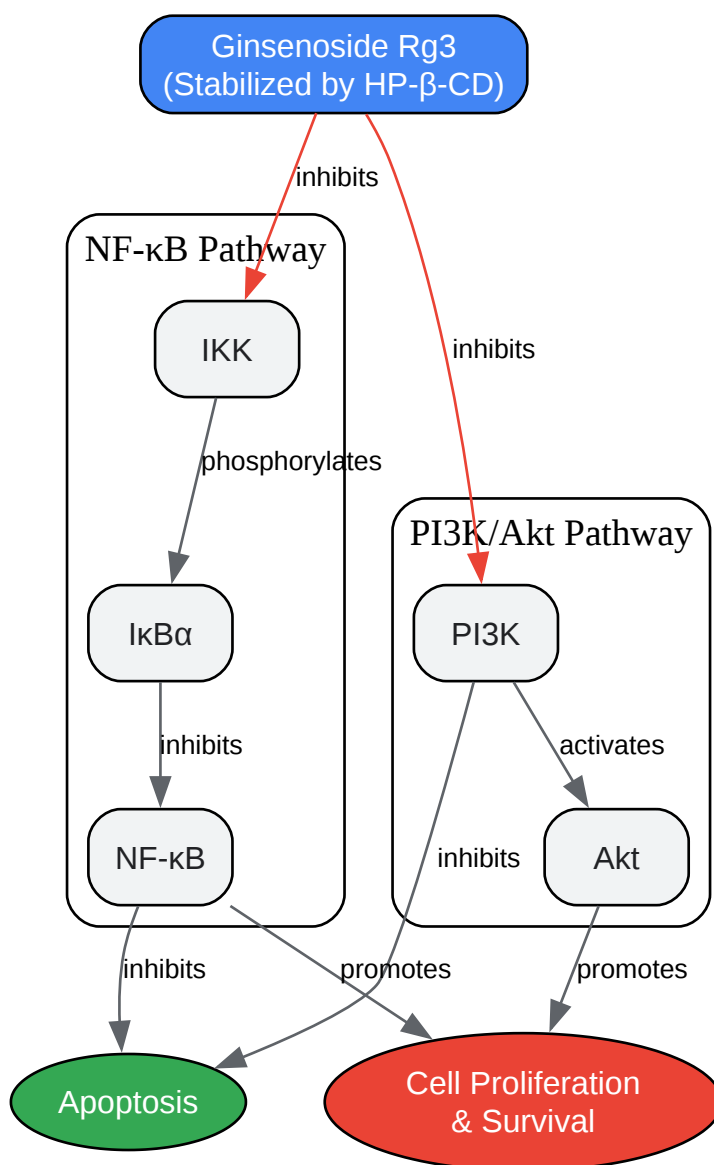 Ginsenoside Rg3
(Stabilized by HP-β-CD)
inhibits
NF-κB Pathway
IKK
inhibits
phosphorylates
PI3K/Akt Pathway
IκBα
PI3K
inhibits
activates
NF-κB
inhibits
Akt
inhibits
promotes
promotes
Apoptosis
Cell Proliferation
& Survival